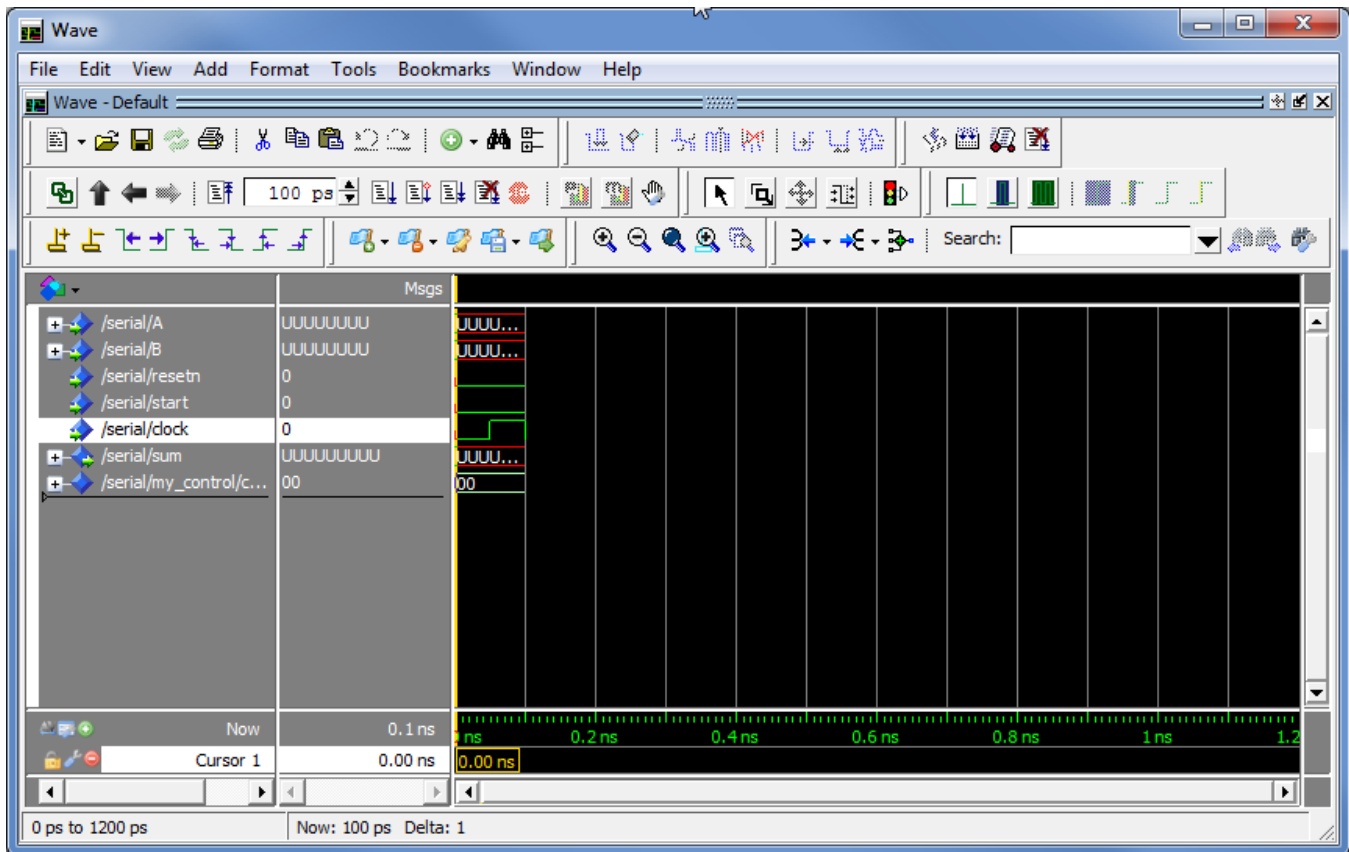 Wave
File Edit View Add Format Tools Bookmarks Window Help
Wave - Default
100 ps
Search:
Msgs
/serial/A UUUUUUUU UUUU...
/serial/B UUUUUUUU UUUU...
/serial/resetn 0
/serial/start 0
/serial/clock 0
/serial/sum UUUUUUUUU UUUU...
/serial/my_control/c... 00 00
Now 0.1 ns ns 0.2 ns 0.4 ns 0.6 ns 0.8 ns 1 ns 1.2
Cursor 1 0.00 ns 0.00 ns
0 ps to 1200 ps Now: 100 ps Delta: 1